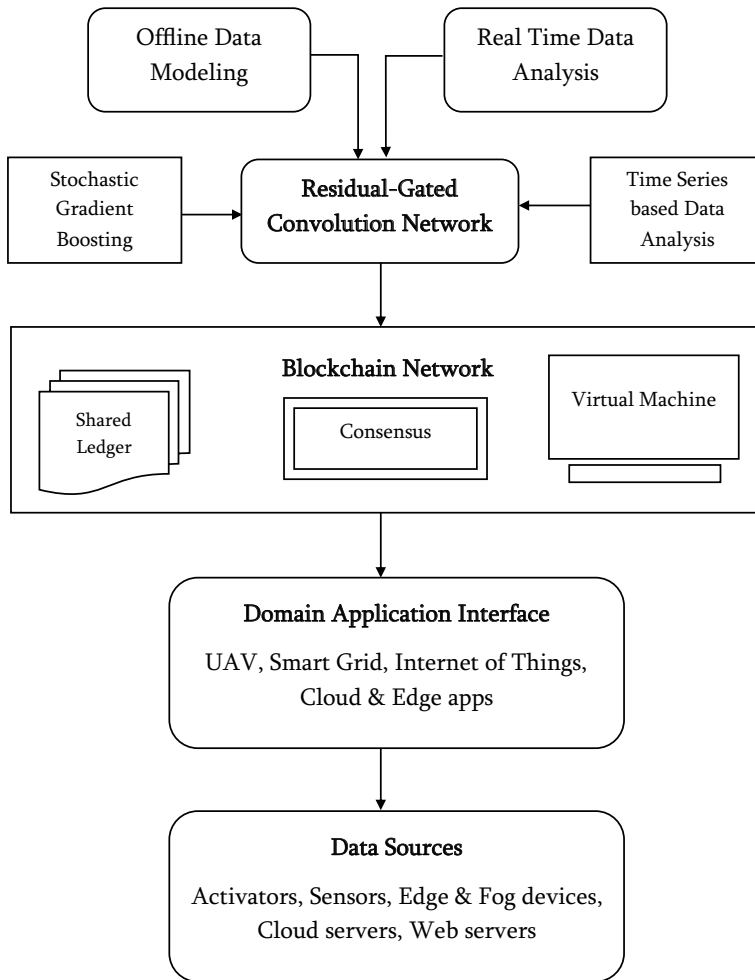 Offline Data
Modeling
Real Time Data
Analysis
Stochastic
Gradient
Boosting
Residual-Gated
Convolution Network
Time Series
based Data
Analysis
Blockchain Network
Shared
Ledger
Consensus
Virtual Machine
Domain Application Interface
UAV, Smart Grid, Internet of Things,
Cloud & Edge apps
Data Sources
Activators, Sensors, Edge & Fog devices,
Cloud servers, Web servers